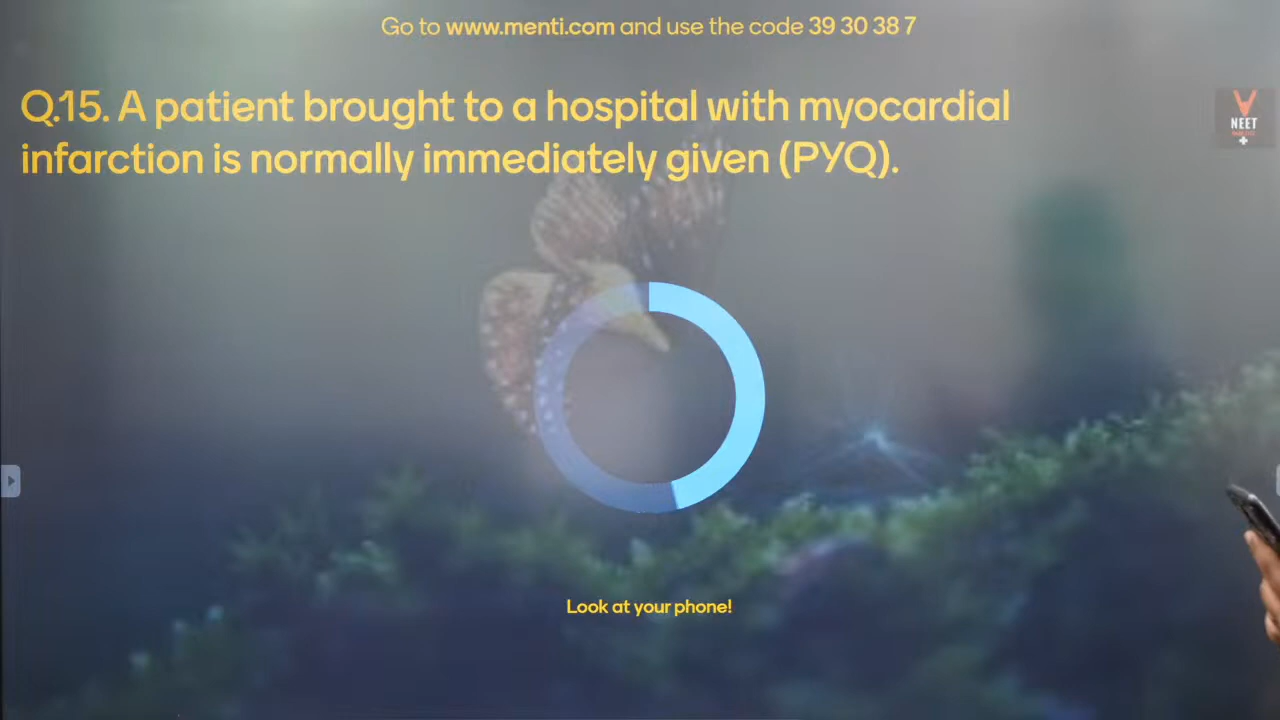 Go to www.menti.com and use the code 39 30 38 7
Q.15. A patient brought to a hospital with myocardial
infarction is normally immediately given (PYQ).
NEET
Look at your phone!